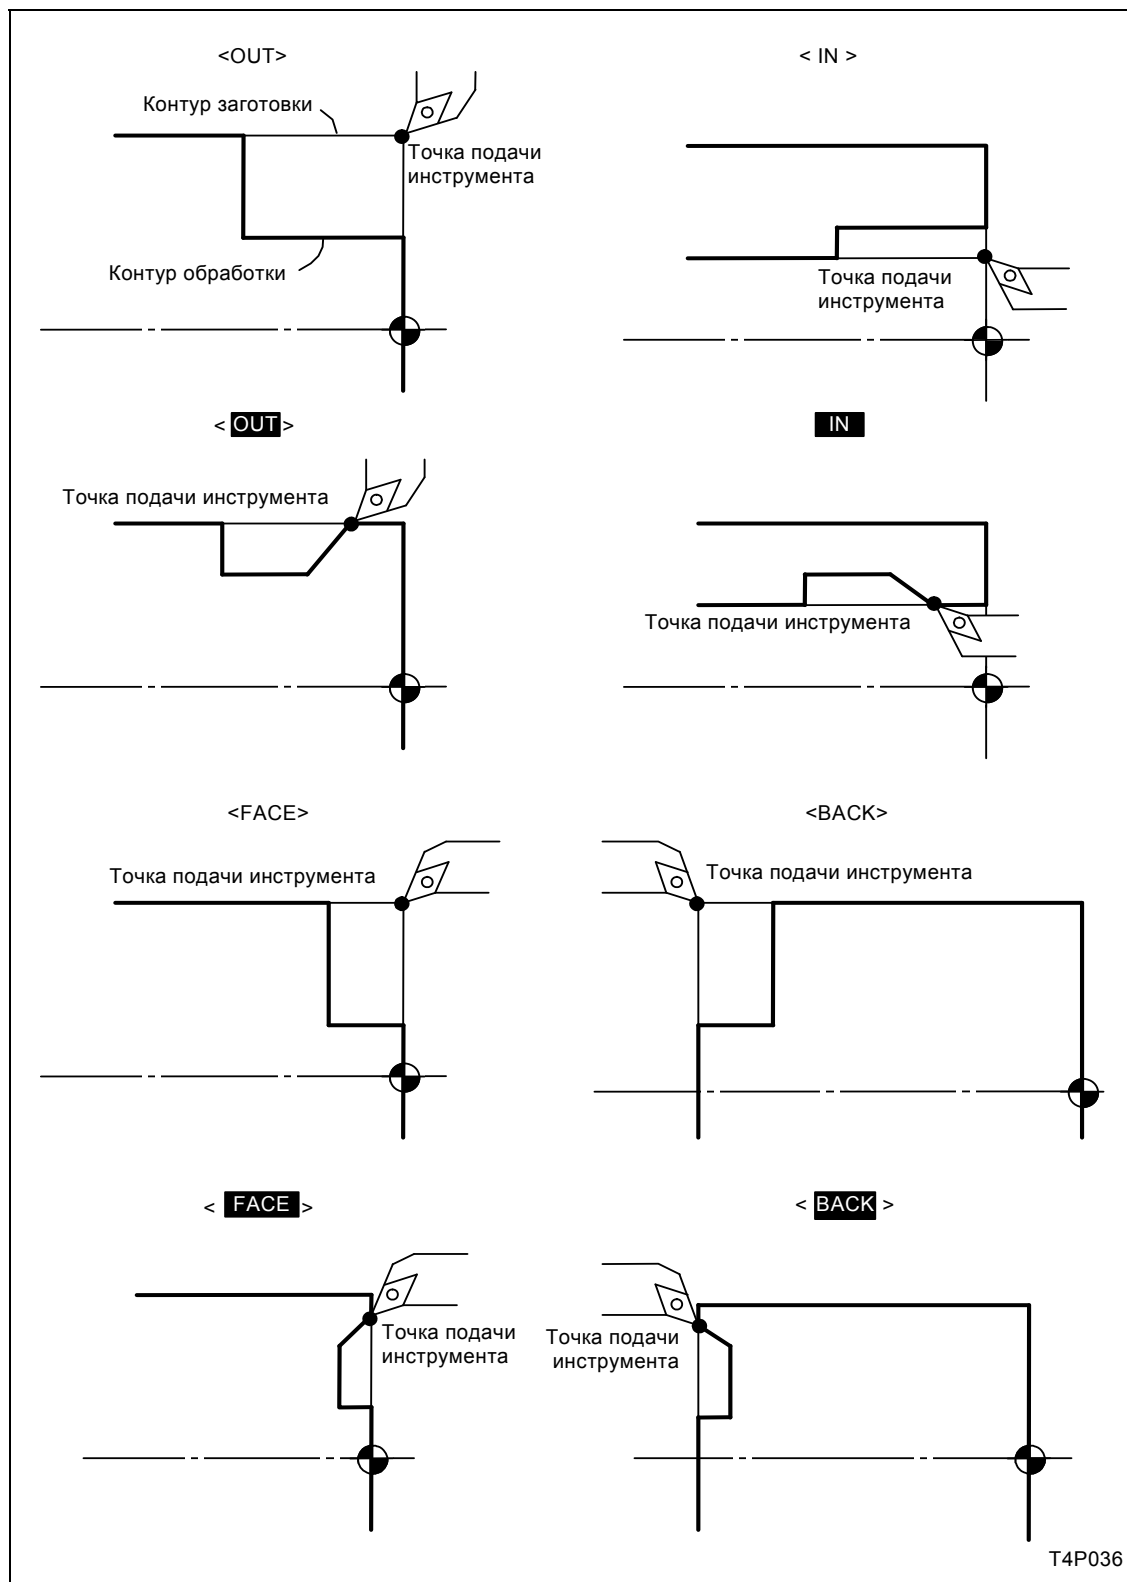 <OUT>
< IN >
Контур заготовки
Точка подачи
инструмента
Контур обработки
Точка подачи
инструмента
< OUT >
IN
Точка подачи инструмента
Точка подачи инструмента
<FACE>
<BACK>
Точка подачи инструмента
Точка подачи инструмента
< FACE >
< BACK >
Точка подачи
инструмента
Точка подачи
инструмента
T4P036